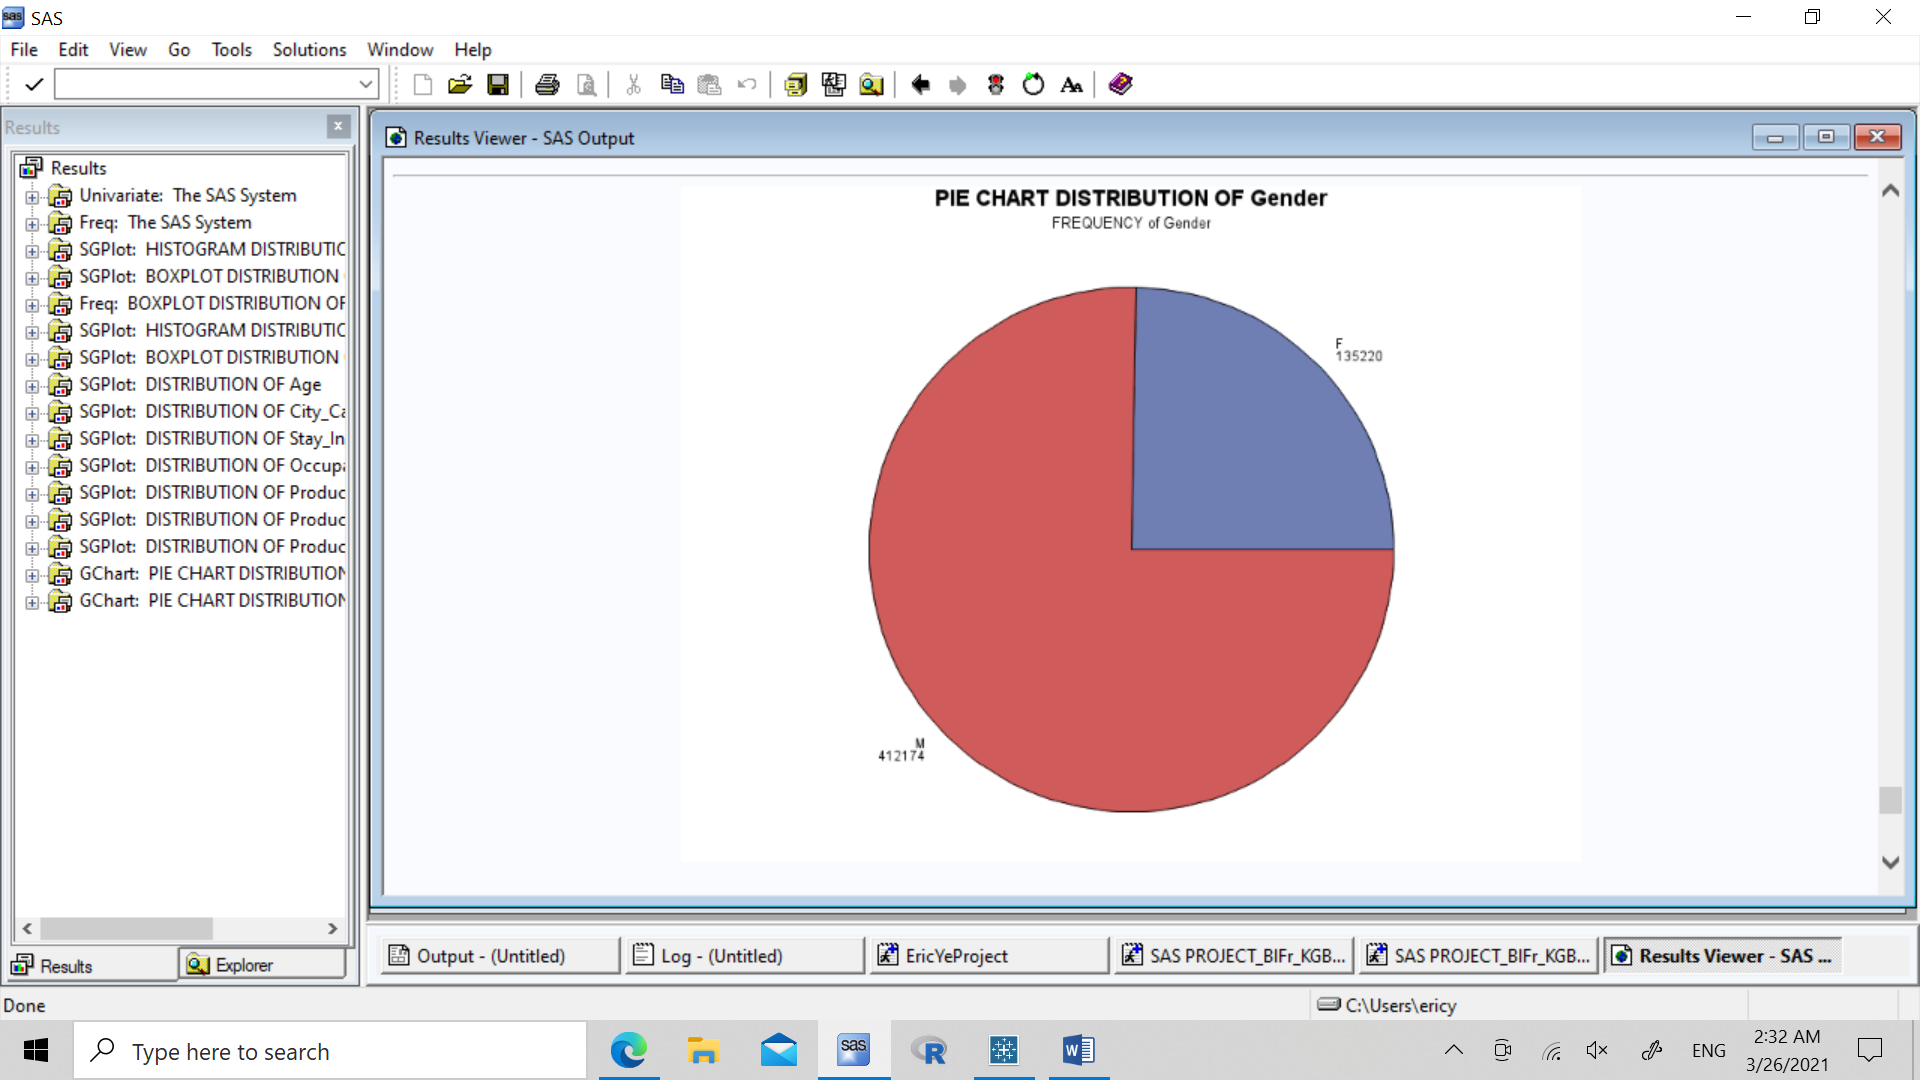 SAS
File Edit View Go Tools Solutions Window Help
Results
Results
Univariate: The SAS System
Freq: The SAS System
SGPlot: HISTOGRAM DISTRIBUTIC
SGPlot: BOXPLOT DISTRIBUTION
Freq: BOXPLOT DISTRIBUTION OF
SGPlot: HISTOGRAM DISTRIBUTIC
SGPlot: BOXPLOT DISTRIBUTION
SGPlot: DISTRIBUTION OF Age
SGPlot: DISTRIBUTION OF City_Ca
SGPlot: DISTRIBUTION OF Stay_In
SGPlot: DISTRIBUTION OF Occupa
SGPlot: DISTRIBUTION OF Produc
SGPlot: DISTRIBUTION OF Produc
SGPlot: DISTRIBUTION OF Produc
GChart: PIE CHART DISTRIBUTION
GChart: PIE CHART DISTRIBUTION
Results
Explorer
Results Viewer - SAS Output
PIE CHART DISTRIBUTION OF Gender
FREQUENCY of Gender
F
135220
M
412174
Output - (Untitled)
Log - (Untitled)
EricYeProject
SAS PROJECT_BIFr_KGB...
SAS PROJECT_BIFr_KGB...
Results Viewer - SAS ...
Done
C:\Users\ericy
Type here to search
sas
R
W
ENG
2:32 AM
3/26/2021